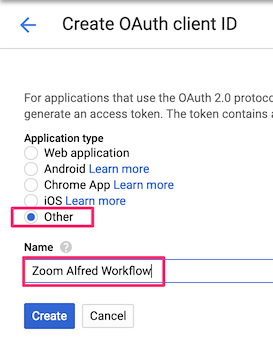 Create OAuth client ID
For applications that use the OAuth 2.0 protoco
generate an access token. The token contains a
Application type
Web application
Android Learn more
Chrome App Learn more
iOS Learn more
Other
Name
Zoom Alfred Workflow
Create Cancel